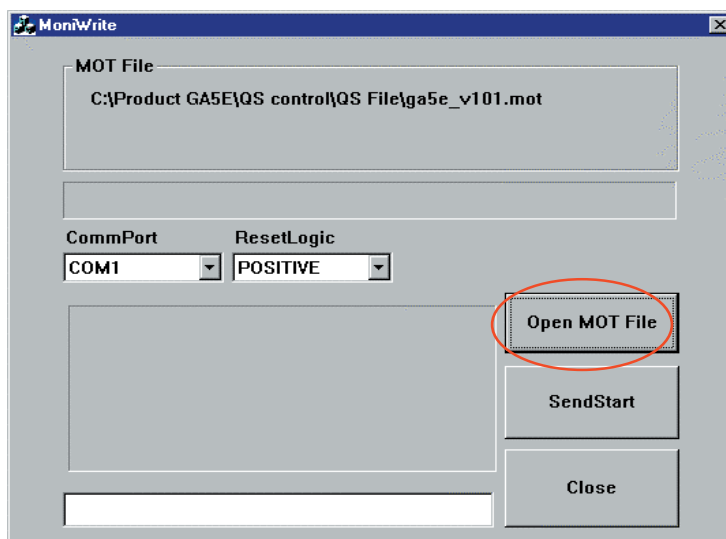 MoniWrite
MOT File
C:\Product GA5E\QS control\QS File\ga5e_v101.mot
CommPort ResetLogic
COM1 POSITIVE
Open MOT File
SendStart
Close